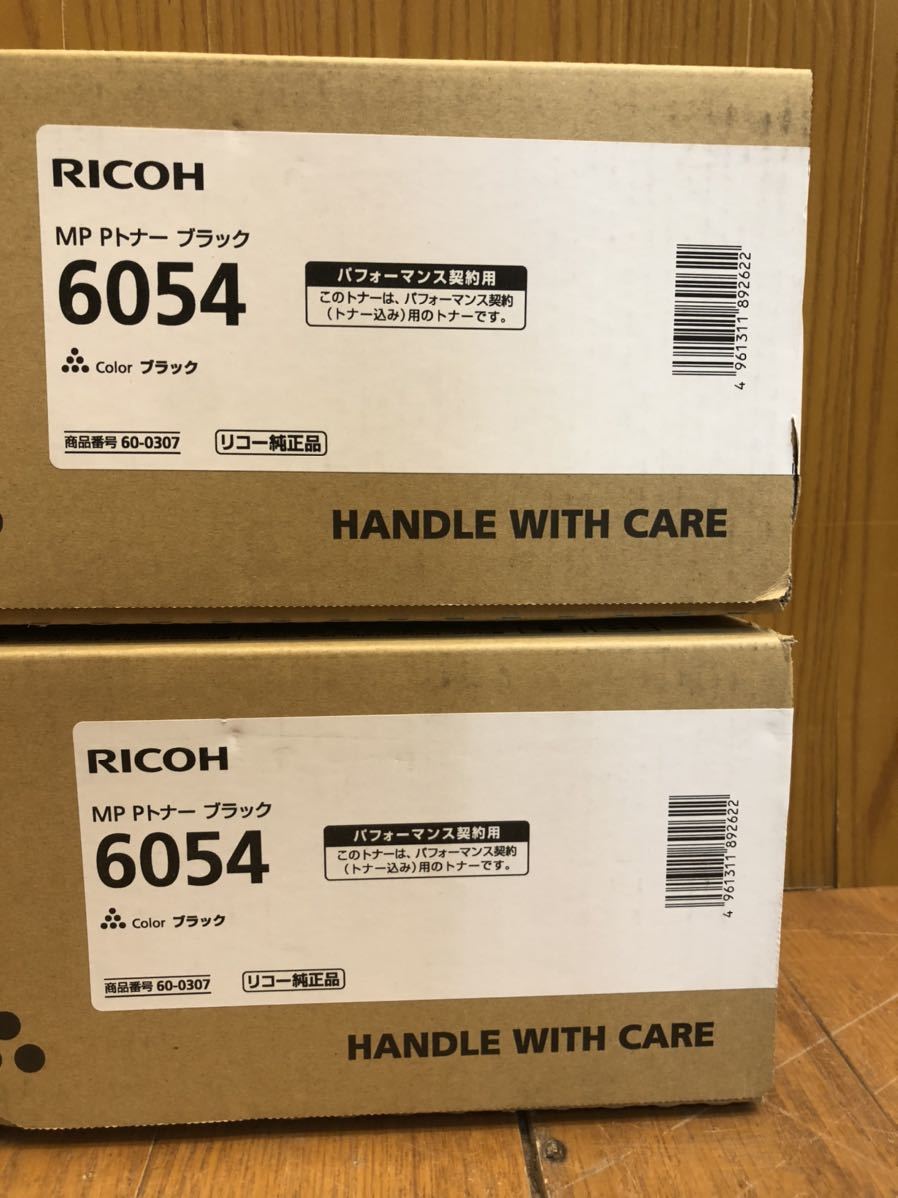 RICOH
MP Pトナー ブラック
6054
パフォーマンス契約用
このトナーは、パフォーマンス契約
（トナー込み）用のトナーです。
Color ブラック
商品番号 60-0307
リコー純正品
4 961311 892622
HANDLE WITH CARE
RICOH
MP Pトナー ブラック
6054
パフォーマンス契約用
このトナーは、パフォーマンス契約
（トナー込み）用のトナーです。
Color ブラック
商品番号 60-0307
リコー純正品
4 961311 892622
HANDLE WITH CARE